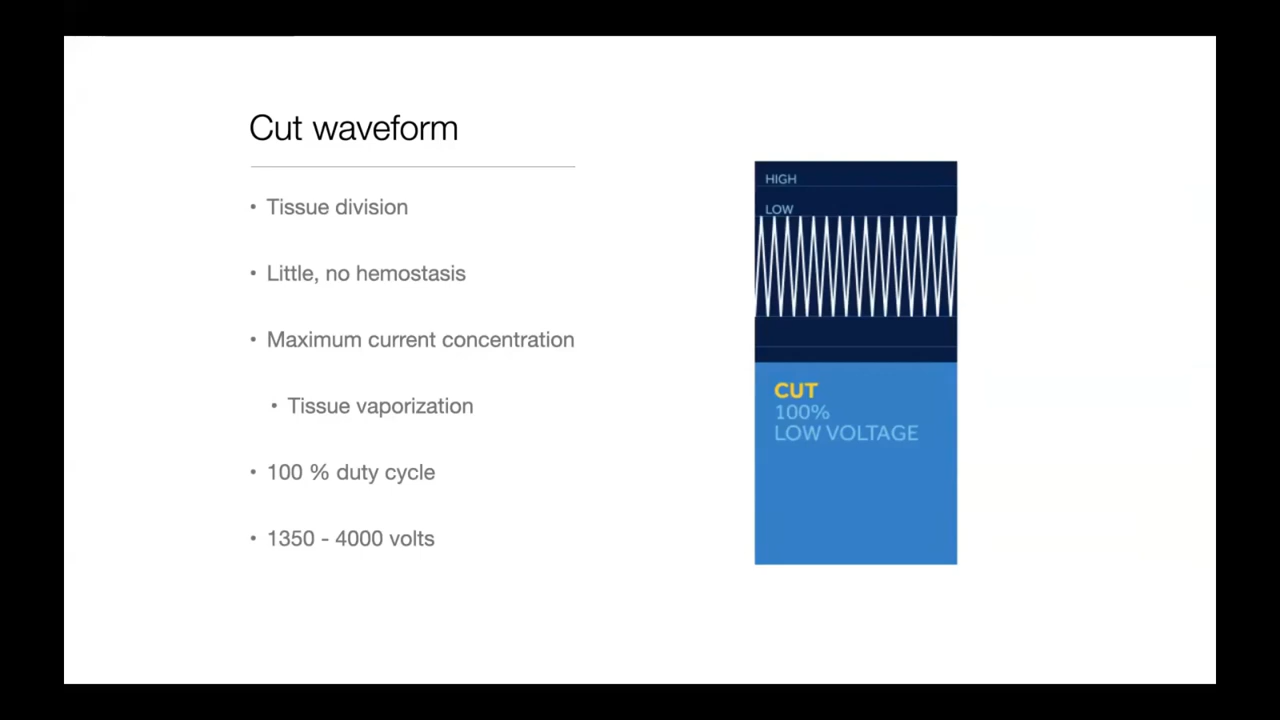 Cut waveform
• Tissue division
• Little, no hemostasis
• Maximum current concentration
• Tissue vaporization
• 100 % duty cycle
• 1350 - 4000 volts
HIGH
LOW
CUT
100%
LOW VOLTAGE